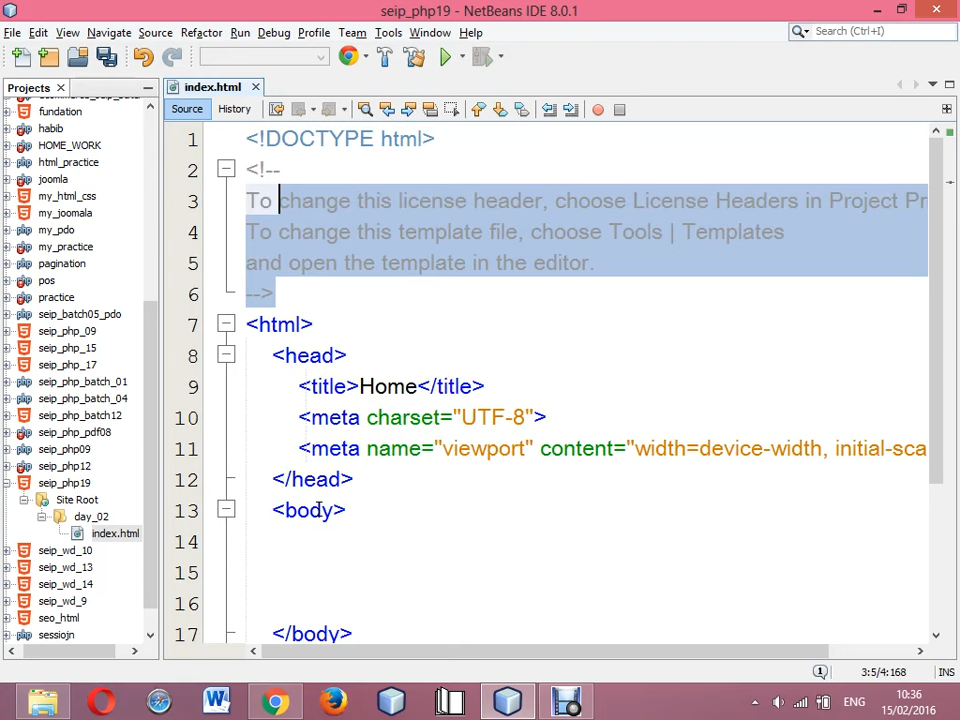 seip_php19 - NetBeans IDE 8.0.1
File Edit View Navigate Source Refactor Run Debug Profile Team Tools Window Help
Search (Ctrl+I)
Projects
index.html
Source History
fundation
habib
HOME_WORK
html_practice
joomla
my_html_css
my_joomala
my_pdo
my_practice
pagination
pos
practice
seip_batch05_pdo
seip_php_09
seip_php_15
seip_php_17
seip_php_batch_01
seip_php_batch_04
seip_php_batch12
seip_php_pdf08
seip_php09
seip_php12
seip_php19
Site Root
day_02
index.html
seip_wd_10
seip_wd_13
seip_wd_14
seip_wd_9
seo_html
sessiojn
1 <!DOCTYPE html>
2 <!--
3 To change this license header, choose License Headers in Project Pr
4 To change this template file, choose Tools | Templates
5 and open the template in the editor.
6 -->
7 <html>
8 <head>
9 <title>Home</title>
10 <meta charset="UTF-8">
11 <meta name="viewport" content="width=device-width, initial-sca
12 </head>
13 <body>
14
15
16
17 </body>
3:5/4:168 INS
ENG
10:36
15/02/2016